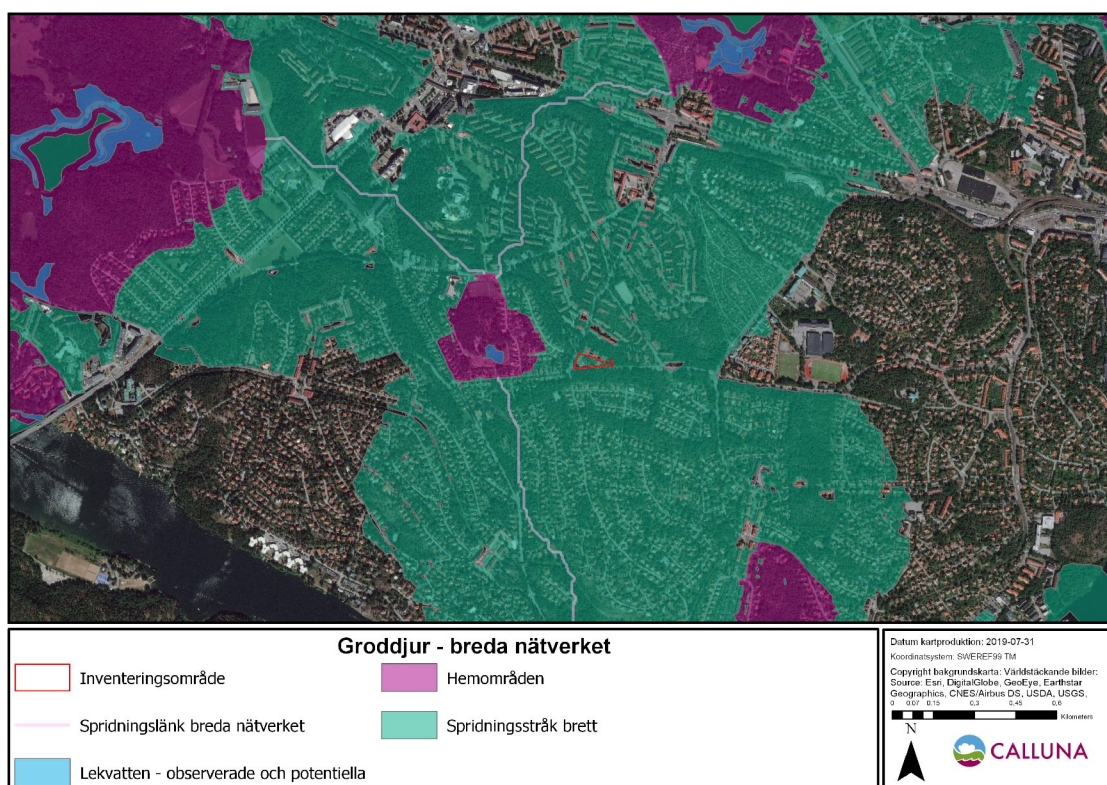 Groddjur - breda nätverket
Inventeringsområde
Hemområden
Spridningslänk breda nätverket
Spridningsstråk brett
Lekvatten - observerade och potentiella
Datum kartproduktion: 2019-07-31
Koordinatsystem: SWEREF99 TM
Copyright bakgrundskarta: Världstäckande bilder:
Source: Esri, DigitalGlobe, GeoEye, Earthstar
Geographics, CNES/Airbus DS, USDA, USGS,
0 0,07 0,15 0,3 0,45 0,6
Kilometers
N
CALLUNA